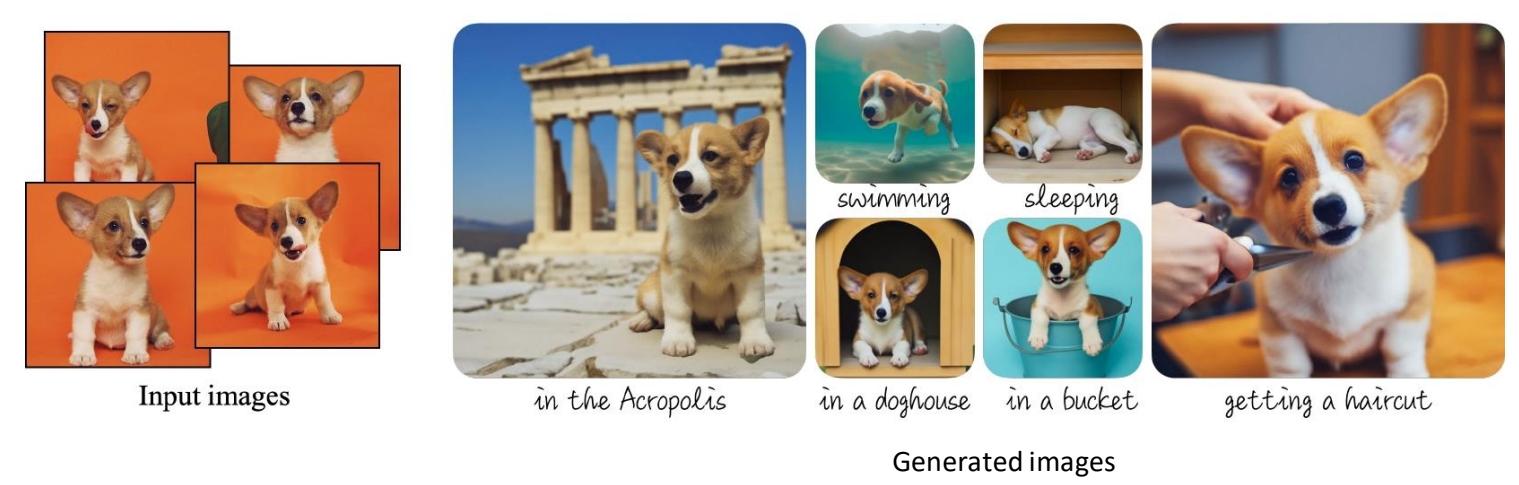 Input images
in the Acropolis
swimming
sleeping
in a doghouse
in a bucket
getting a haircut
Generated images